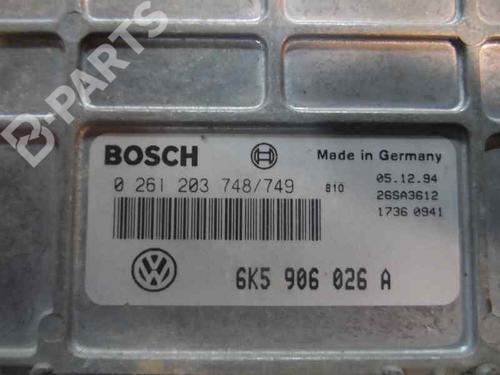 B-PARTS
BOSCH Made in Germany
0 261 203 748/749 810 05.12.94
26SA3612
1736 0941
6K5 906 026 A